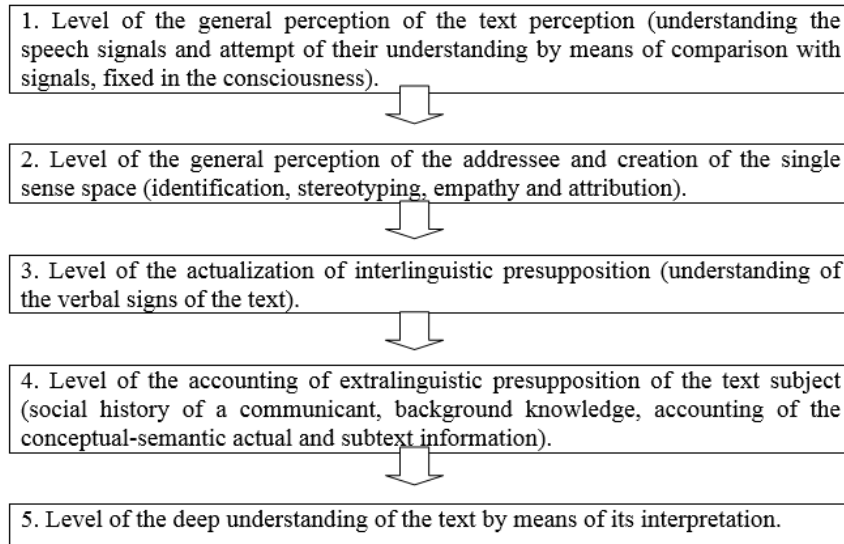 1. Level of the general perception of the text perception (understanding the
speech signals and attempt of their understanding by means of comparison with
signals, fixed in the consciousness).
2. Level of the general perception of the addressee and creation of the single
sense space (identification, stereotyping, empathy and attribution).
3. Level of the actualization of interlinguistic presupposition (understanding of
the verbal signs of the text).
4. Level of the accounting of extralinguistic presupposition of the text subject
(social history of a communicant, background knowledge, accounting of the
conceptual-semantic actual and subtext information).
5. Level of the deep understanding of the text by means of its interpretation.